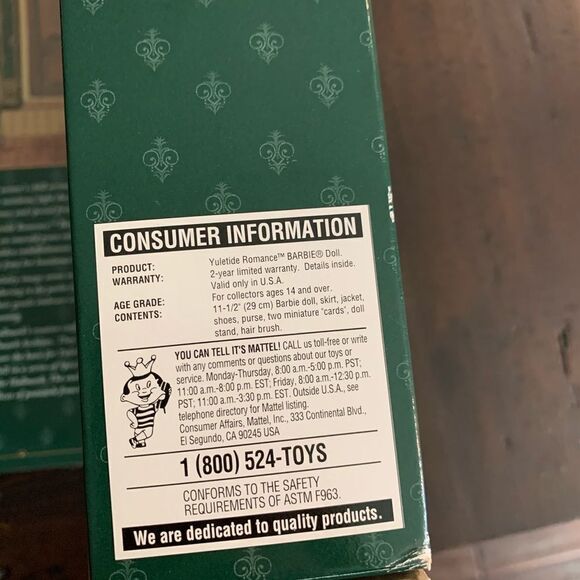 CONSUMER INFORMATION
PRODUCT: Yuletide Romance™ BARBIE® Doll.
WARRANTY: 2-year limited warranty. Details inside.
Valid only in U.S.A.
AGE GRADE: For collectors ages 14 and over.
CONTENTS: 11-1/2" (29 cm) Barbie doll, skirt, jacket,
shoes, purse, two miniature "cards", doll
stand, hair brush.
YOU CAN TELL IT'S MATTEL! CALL us toll-free or write
with any comments or questions about our toys or
service. Monday-Thursday, 8:00 a.m.-5:00 p.m. PST;
11:00 a.m.-8:00 p.m. EST; Friday, 8:00 a.m.-12:30 p.m.
PST; 11:00 a.m.-3:30 p.m. EST. Outside U.S.A., see
telephone directory for Mattel listing.
Consumer Affairs, Mattel, Inc., 333 Continental Blvd.,
El Segundo, CA 90245 USA
1 (800) 524-TOYS
CONFORMS TO THE SAFETY
REQUIREMENTS OF ASTM F963.
We are dedicated to quality products.